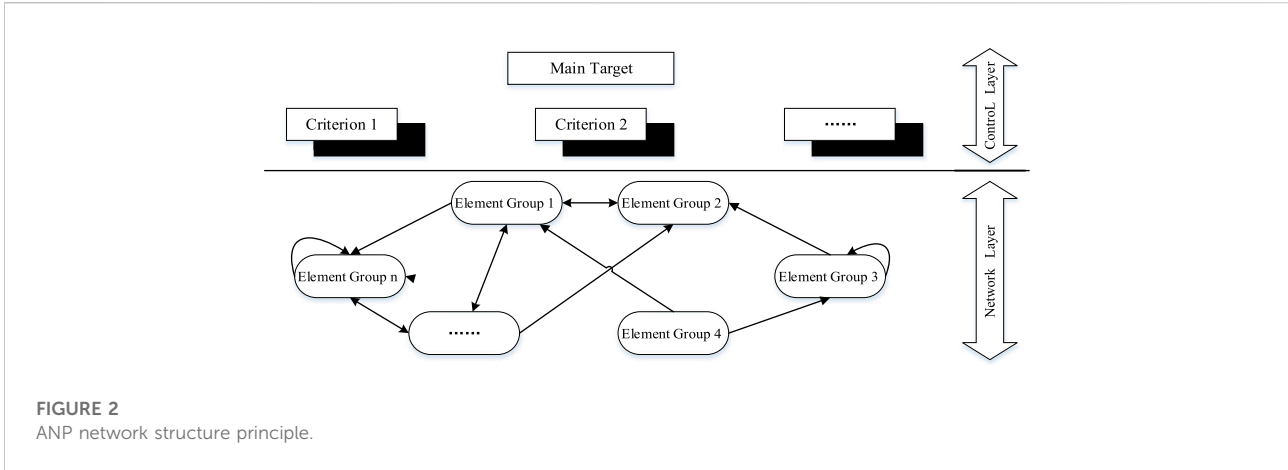 Main Target
Criterion 1
Criterion 2
······
ControL Layer
Element Group 1
Element Group 2
Element Group n
Element Group 3
······
Element Group 4
Network Layer
FIGURE 2
ANP network structure principle.